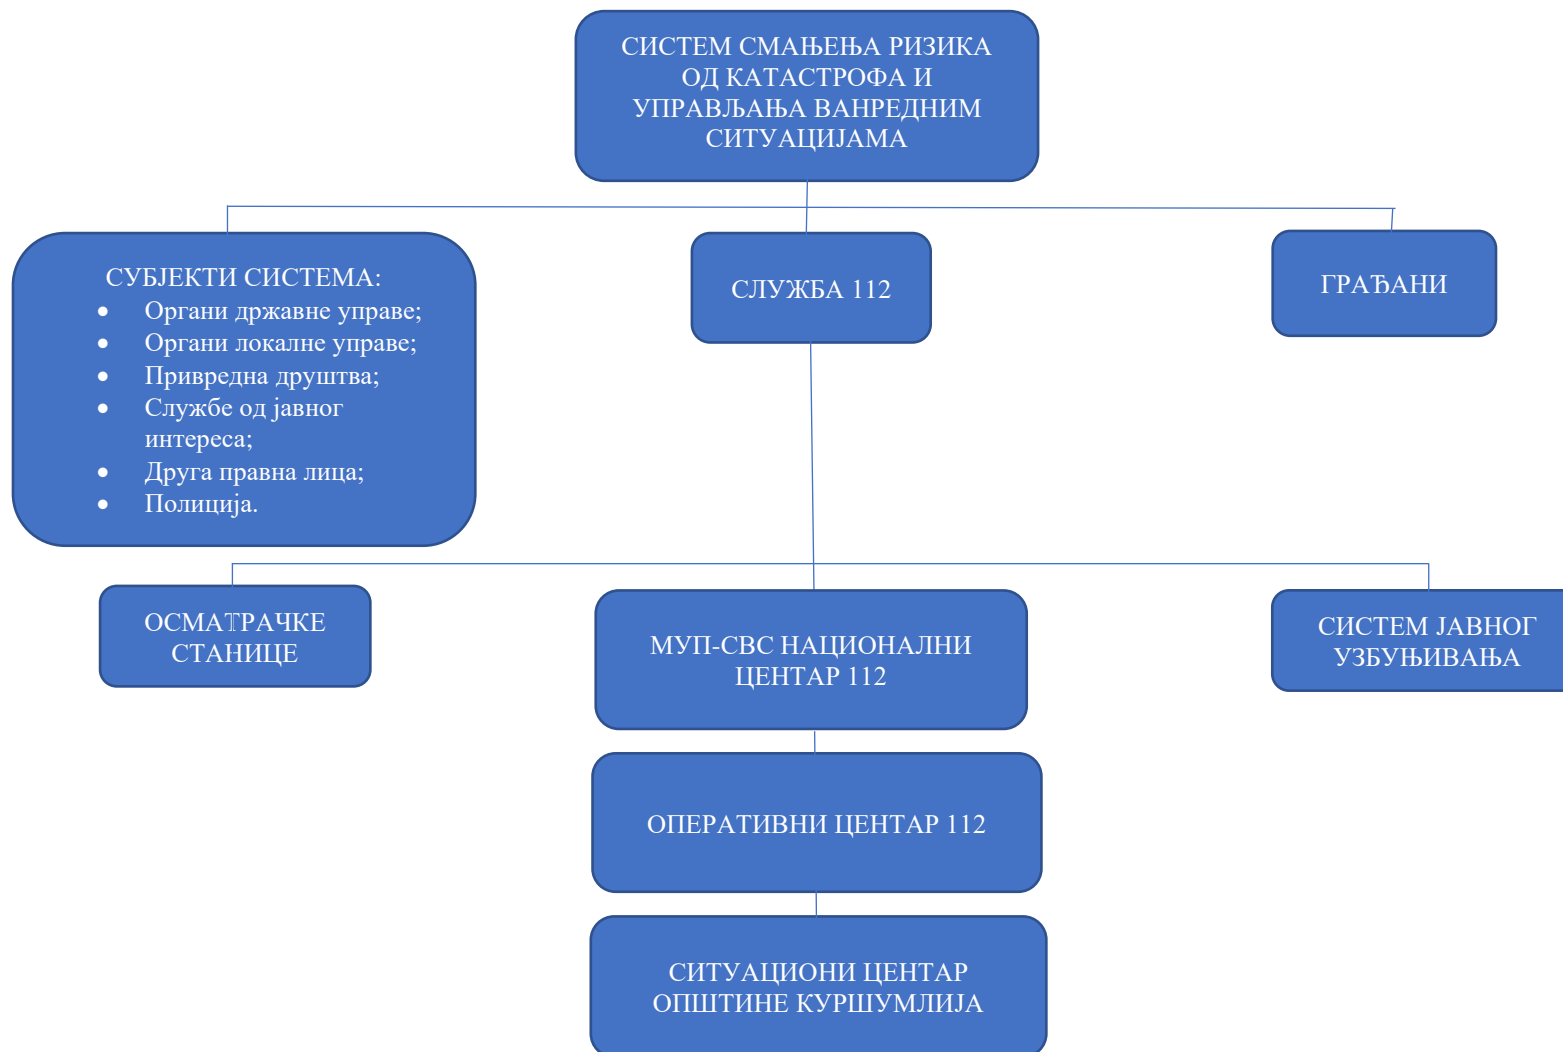 СИСТЕМ СМАЊЕЊА РИЗИКА
ОД КАТАСТРОФА И
УПРАВЉАЊА ВАНРЕДНИМ
СИТУАЦИЈАМА
СУБЈЕКТИ СИСТЕМА:
• Органи државне управе;
• Органи локалне управе;
• Привредна друштва;
• Службе од јавног
интереса;
• Друга правна лица;
• Полиција.
СЛУЖБА 112
ГРАЂАНИ
ОСМАТРАЧКЕ
СТАНИЦЕ
МУП-СВС НАЦИОНАЛНИ
ЦЕНТАР 112
СИСТЕМ ЈАВНОГ
УЗБУЊИВАЊА
ОПЕРАТИВНИ ЦЕНТАР 112
СИТУАЦИОНИ ЦЕНТАР
ОПШТИНЕ КУРШУМЛИЈА